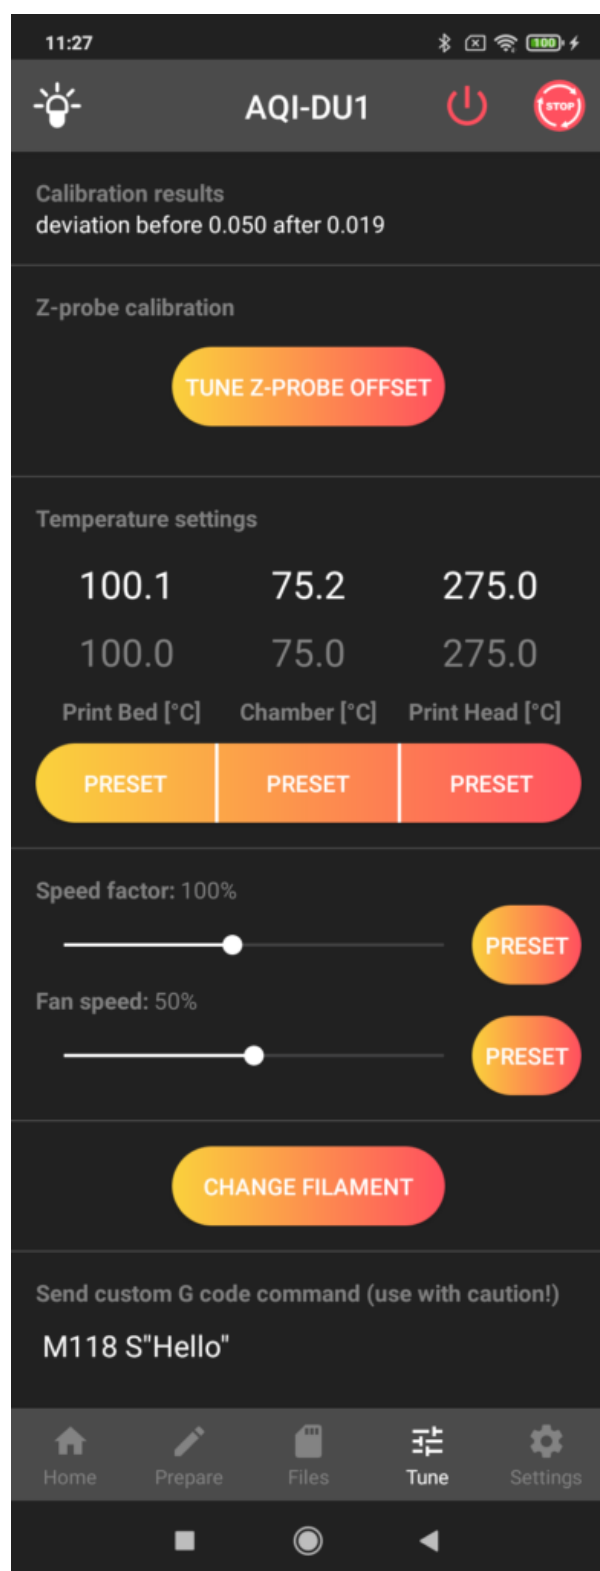 11:27
100
AQI-DU1
STOP
Calibration results
deviation before 0.050 after 0.019
Z-probe calibration
TUNE Z-PROBE OFFSET
Temperature settings
100.1 75.2 275.0
100.0 75.0 275.0
Print Bed [°C] Chamber [°C] Print Head [°C]
PRESET PRESET PRESET
Speed factor: 100%
PRESET
Fan speed: 50%
PRESET
CHANGE FILAMENT
Send custom G code command (use with caution!)
M118 S"Hello"
Home Prepare Files Tune Settings